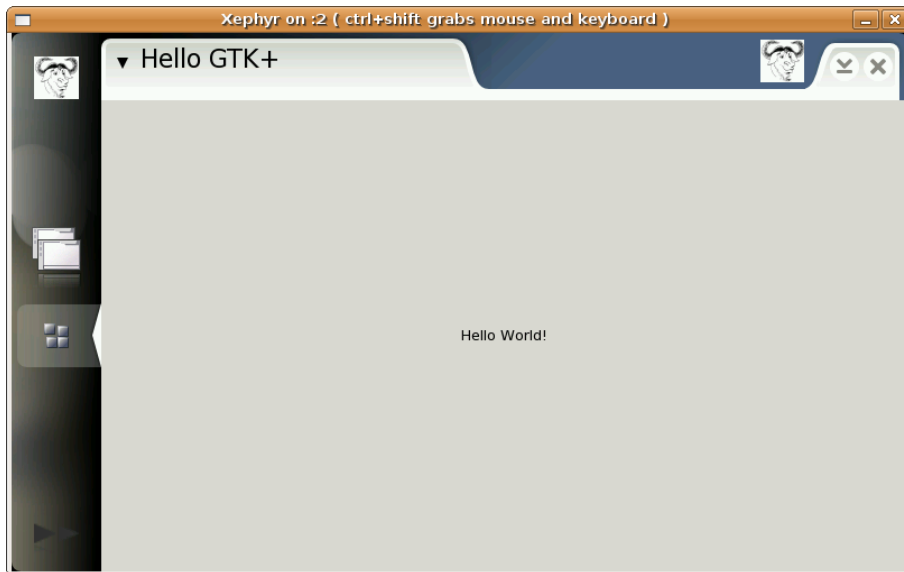 Xephyr on :2 ( ctrl+shift grabs mouse and keyboard )
Hello GTK+
Hello World!